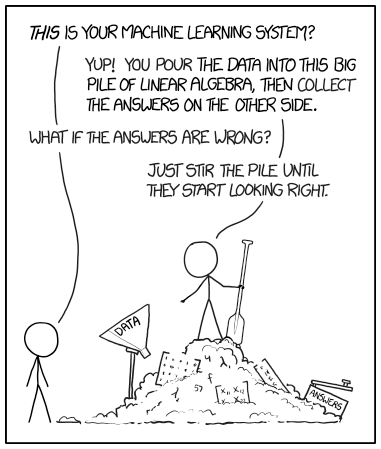 THIS IS YOUR MACHINE LEARNING SYSTEM?
YUP! YOU POUR THE DATA INTO THIS BIG
PILE OF LINEAR ALGEBRA, THEN COLLECT
THE ANSWERS ON THE OTHER SIDE.
WHAT IF THE ANSWERS ARE WRONG?
JUST STIR THE PILE UNTIL
THEY START LOOKING RIGHT.
DATA
ANSWERS